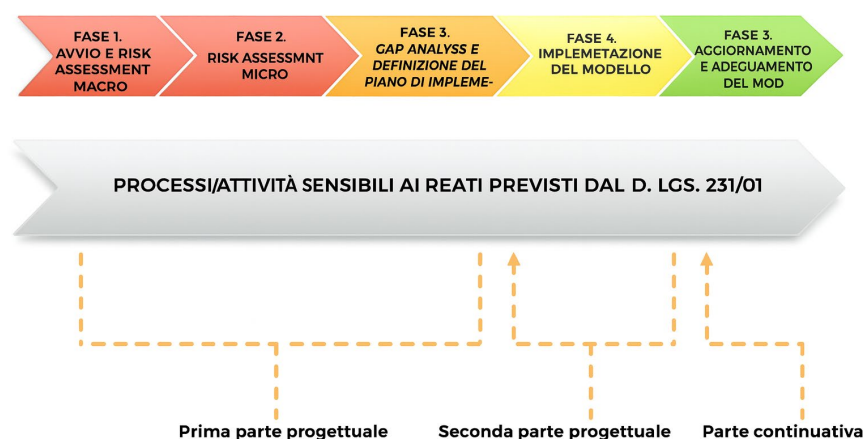 FASE 1.
AVVIO E RISK
ASSESSMENT
MACRO
FASE 2.
RISK ASSESSMNT
MICRO
FASE 3.
GAP ANALYSS E
DEFINIZIONE DEL
PIANO DI IMPLEME-
FASE 4.
IMPLEMETAZIONE
DEL MODELLO
FASE 3.
AGGIORNAMENTO
E ADEGUAMENTO
DEL MOD
PROCESSI/ATTIVITÀ SENSIBILI AI REATI PREVISTI DAL D. LGS. 231/01
Prima parte progettuale
Seconda parte progettuale
Parte continuativa